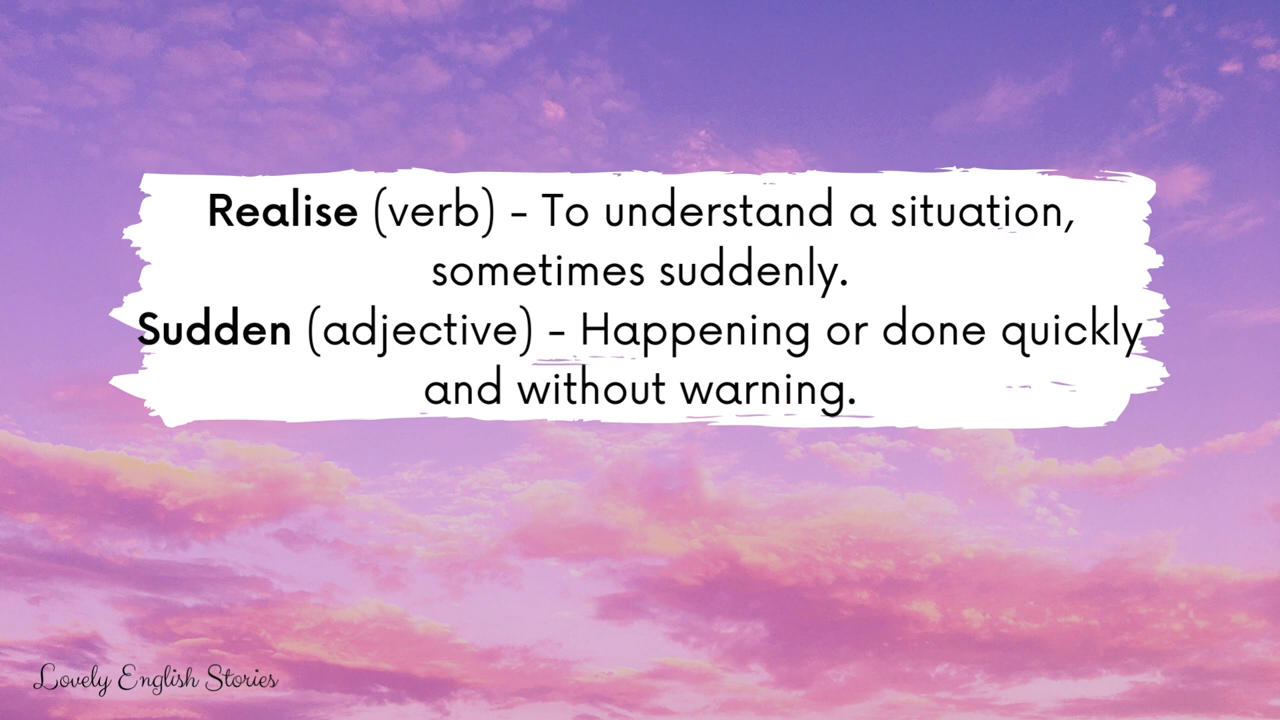 Realise (verb) - To understand a situation,
sometimes suddenly.
Sudden (adjective) - Happening or done quickly
and without warning.
Lovely English Stories